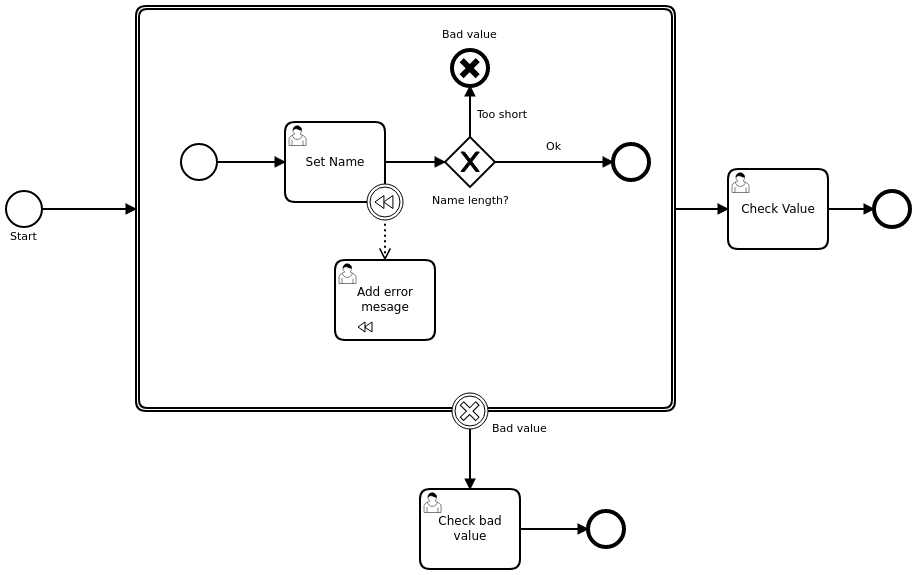 Bad value
Too short
Set Name
Ok
Name length?
Start
Check Value
Add error
mesage
Bad value
Check bad
value